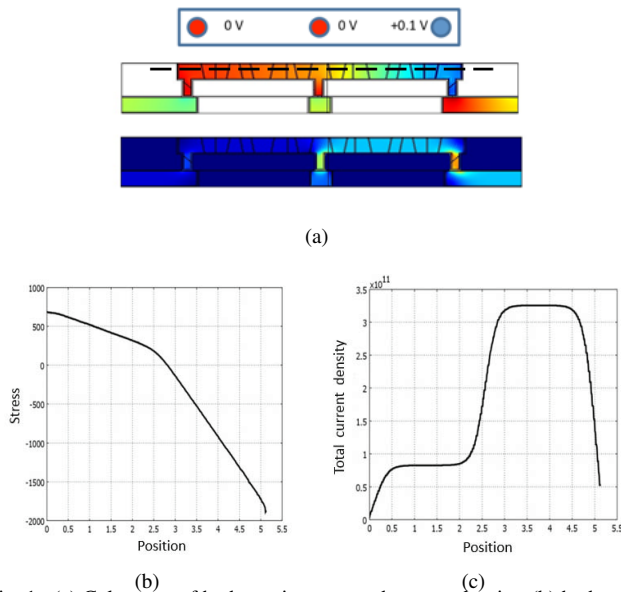 0 V 0 V +0.1 V
(a)
1000
500
0
-500
-1000
-1500
-2000
Stress
0 0.5 1 1.5 2 2.5 3 3.5 4 4.5 5 5.5
Position
(b)
x10^11
3.5
3
2.5
2
1.5
1
0.5
0
Total current density
0 0.5 1 1.5 2 2.5 3 3.5 4 4.5 5 5.5
Position
(c)